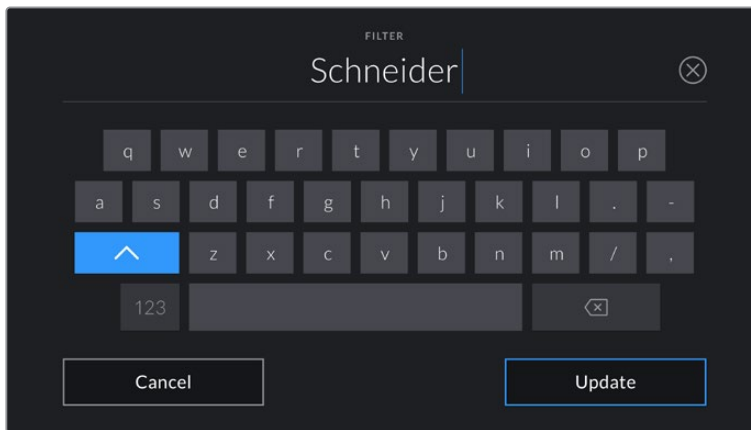 FILTER
Schneider
q w e r t y u i o p
a s d f g h j k l . -
z x c v b n m / ,
123
Cancel Update